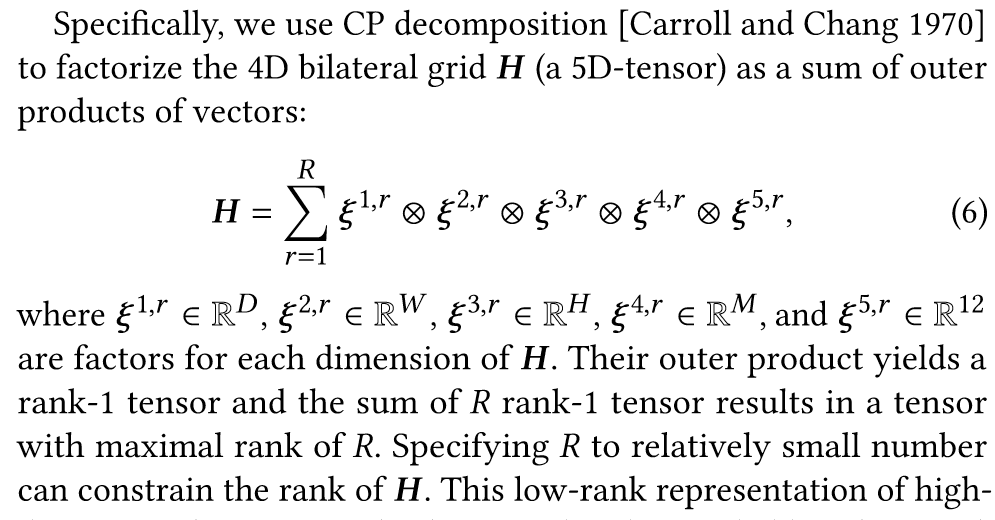 Specifically, we use CP decomposition [Carroll and Chang 1970]
to factorize the 4D bilateral grid H (a 5D-tensor) as a sum of outer
products of vectors:
H = ∑_{r=1}^{R} ξ^{1,r} ⊗ ξ^{2,r} ⊗ ξ^{3,r} ⊗ ξ^{4,r} ⊗ ξ^{5,r}, (6)
where ξ^{1,r} ∈ ℝ^D, ξ^{2,r} ∈ ℝ^W, ξ^{3,r} ∈ ℝ^H, ξ^{4,r} ∈ ℝ^M, and ξ^{5,r} ∈ ℝ^{12}
are factors for each dimension of H. Their outer product yields a
rank-1 tensor and the sum of R rank-1 tensor results in a tensor
with maximal rank of R. Specifying R to relatively small number
can constrain the rank of H. This low-rank representation of high-